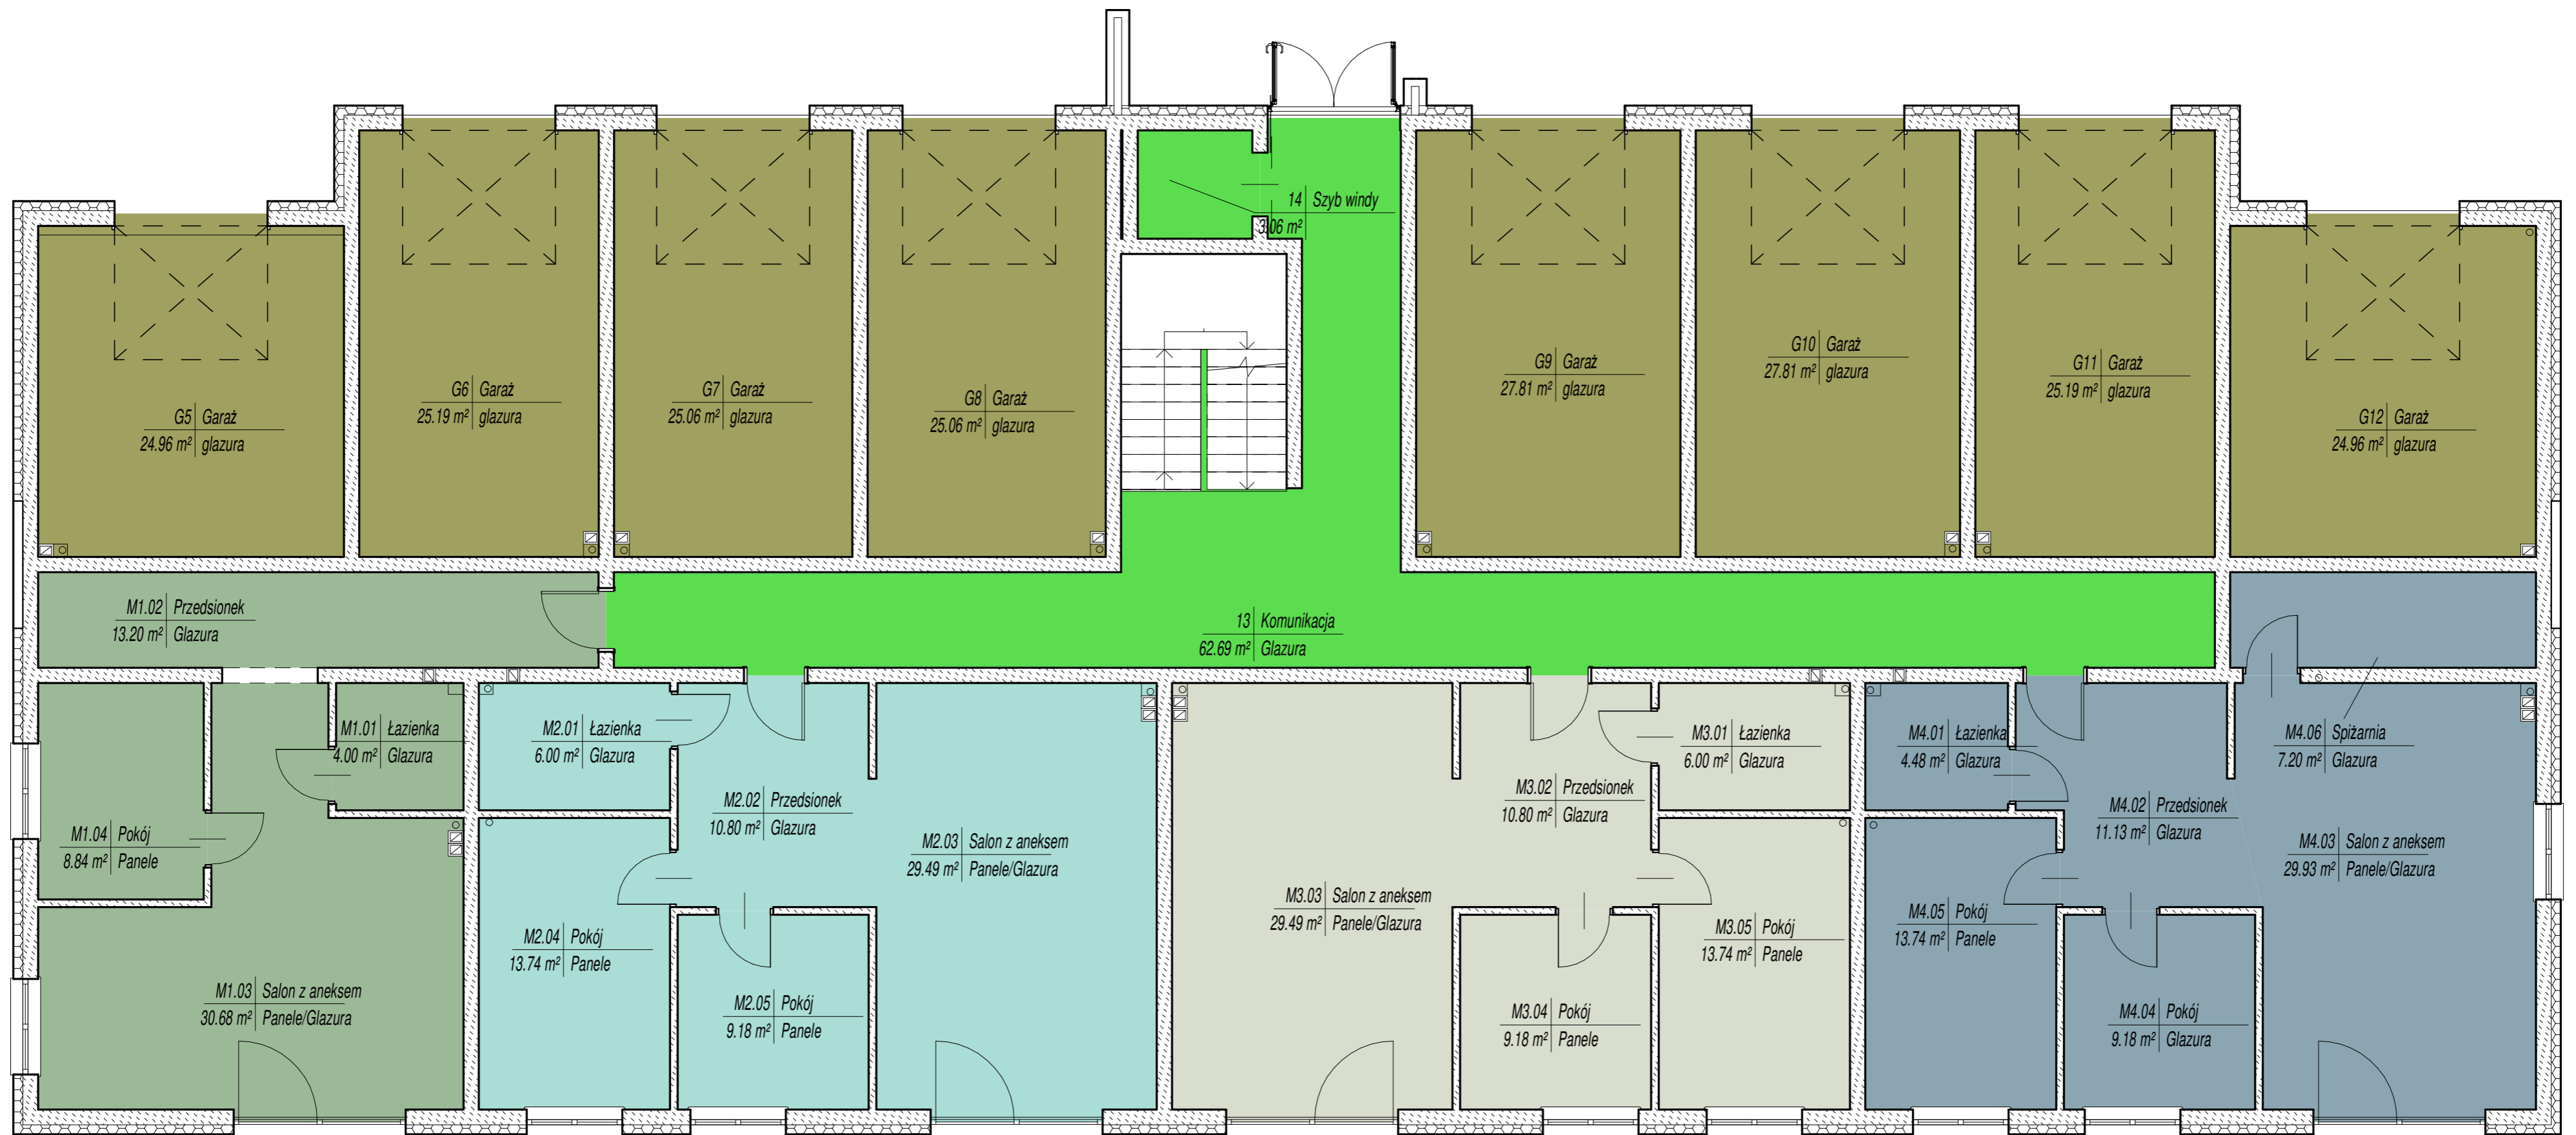 14 Szyb windy
3.06 m²
G5 Garaż
24.96 m² glazura
G6 Garaż
25.19 m² glazura
G7 Garaż
25.06 m² glazura
G8 Garaż
25.06 m² glazura
G9 Garaż
27.81 m² glazura
G10 Garaż
27.81 m² glazura
G11 Garaż
25.19 m² glazura
G12 Garaż
24.96 m² glazura
M1.02 Przedsionek
13.20 m² Glazura
13 Komunikacja
62.69 m² Glazura
M1.01 Łazienka
4.00 m² Glazura
M1.04 Pokój
8.84 m² Panele
M1.03 Salon z aneksem
30.68 m² Panele/Glazura
M2.01 Łazienka
6.00 m² Glazura
M2.02 Przedsionek
10.80 m² Glazura
M2.03 Salon z aneksem
29.49 m² Panele/Glazura
M2.04 Pokój
13.74 m² Panele
M2.05 Pokój
9.18 m² Panele
M3.01 Łazienka
6.00 m² Glazura
M3.02 Przedsionek
10.80 m² Glazura
M3.03 Salon z aneksem
29.49 m² Panele/Glazura
M3.05 Pokój
13.74 m² Panele
M3.04 Pokój
9.18 m² Panele
M4.01 Łazienka
4.48 m² Glazura
M4.06 Spiżarnia
7.20 m² Glazura
M4.02 Przedsionek
11.13 m² Glazura
M4.03 Salon z aneksem
29.93 m² Panele/Glazura
M4.05 Pokój
13.74 m² Panele
M4.04 Pokój
9.18 m² Glazura